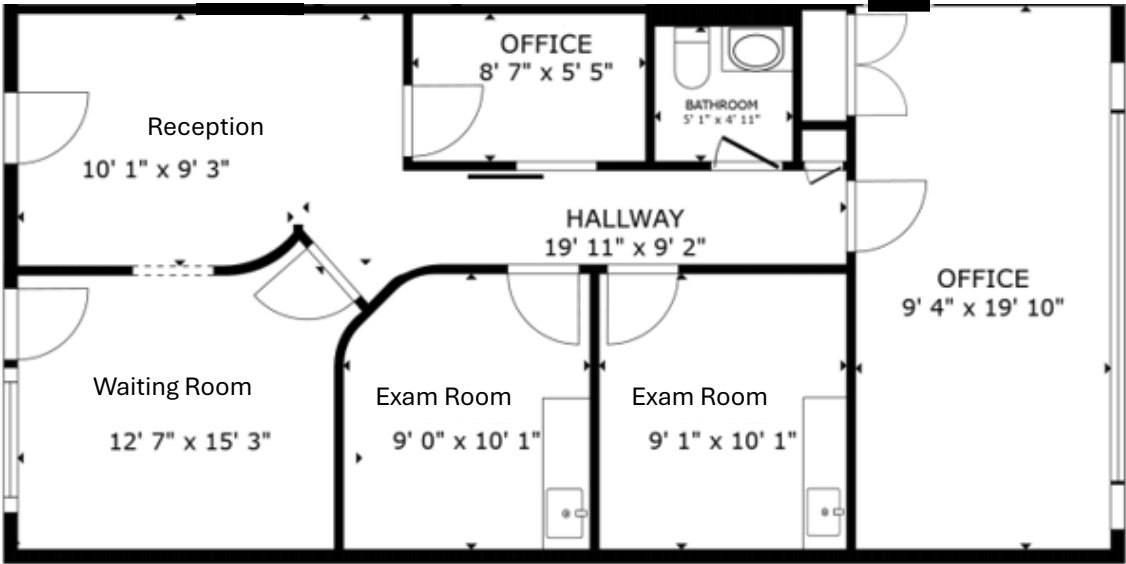 OFFICE
8' 7" x 5' 5"
BATHROOM
5' 1" x 4' 11"
Reception
10' 1" x 9' 3"
HALLWAY
19' 11" x 9' 2"
OFFICE
9' 4" x 19' 10"
Waiting Room
12' 7" x 15' 3"
Exam Room
9' 0" x 10' 1"
Exam Room
9' 1" x 10' 1"